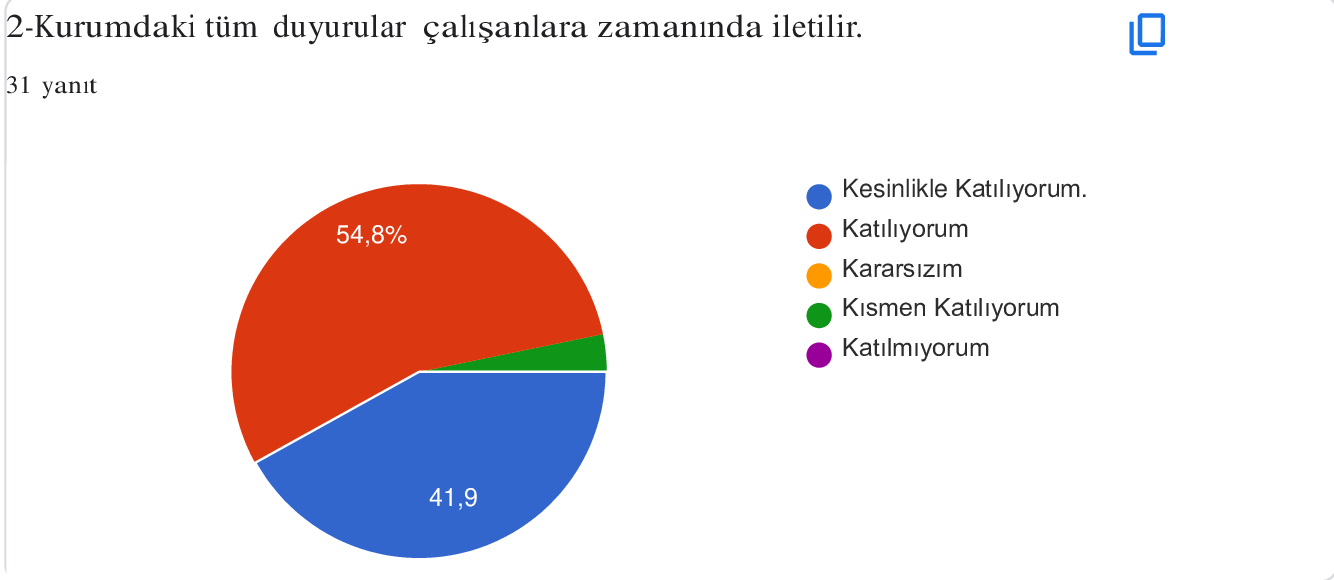 2-Kurumdaki tüm duyurular çalışanlara zamanında iletilir.
31 yanıt
Kesinlikle Katılıyorum.
Katılıyorum
Kararsızım
Kısmen Katılıyorum
Katılmıyorum
54,8%
41,9